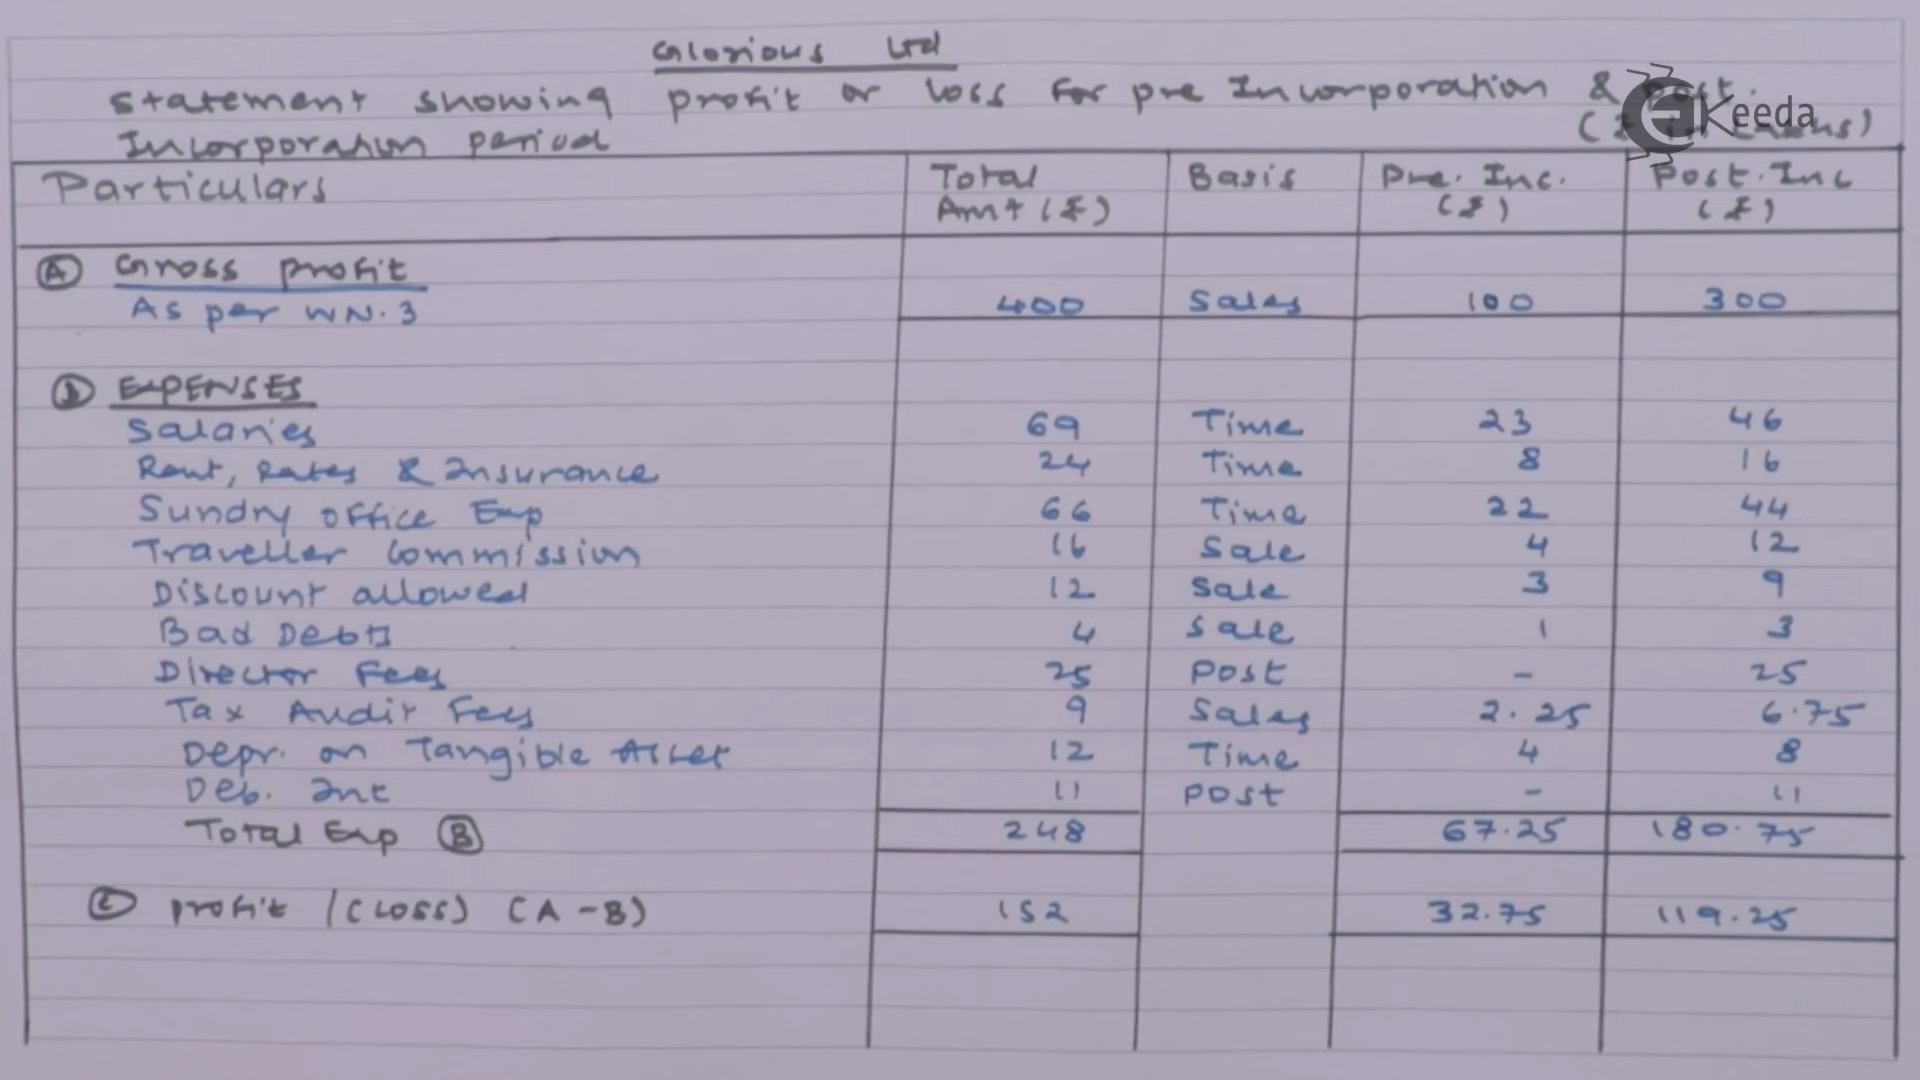 Glorious Ltd
Statement showing profit or loss for pre Incorporation & Post.
Incorporation period
(₹ in Lakhs)
EKeeda
Particulars Total Amt (₹) Basis Pre. Inc. (₹) Post. Inc (₹)
A Gross profit
As per WN.3 400 Sales 100 300
B EXPENSES
Salaries 69 Time 23 46
Rent, Rates & Insurance 24 Time 8 16
Sundry office Exp 66 Time 22 44
Traveller Commission 16 Sale 4 12
Discount allowed 12 Sale 3 9
Bad Debts 4 Sale 1 3
Director Fees 25 Post - 25
Tax Audit Fees 9 Sales 2.25 6.75
Depr. on Tangible Asset 12 Time 4 8
Deb. Int 11 Post - 11
Total Exp B 248 67.25 180.75
C profit / (Loss) (A - B) 152 32.75 119.25